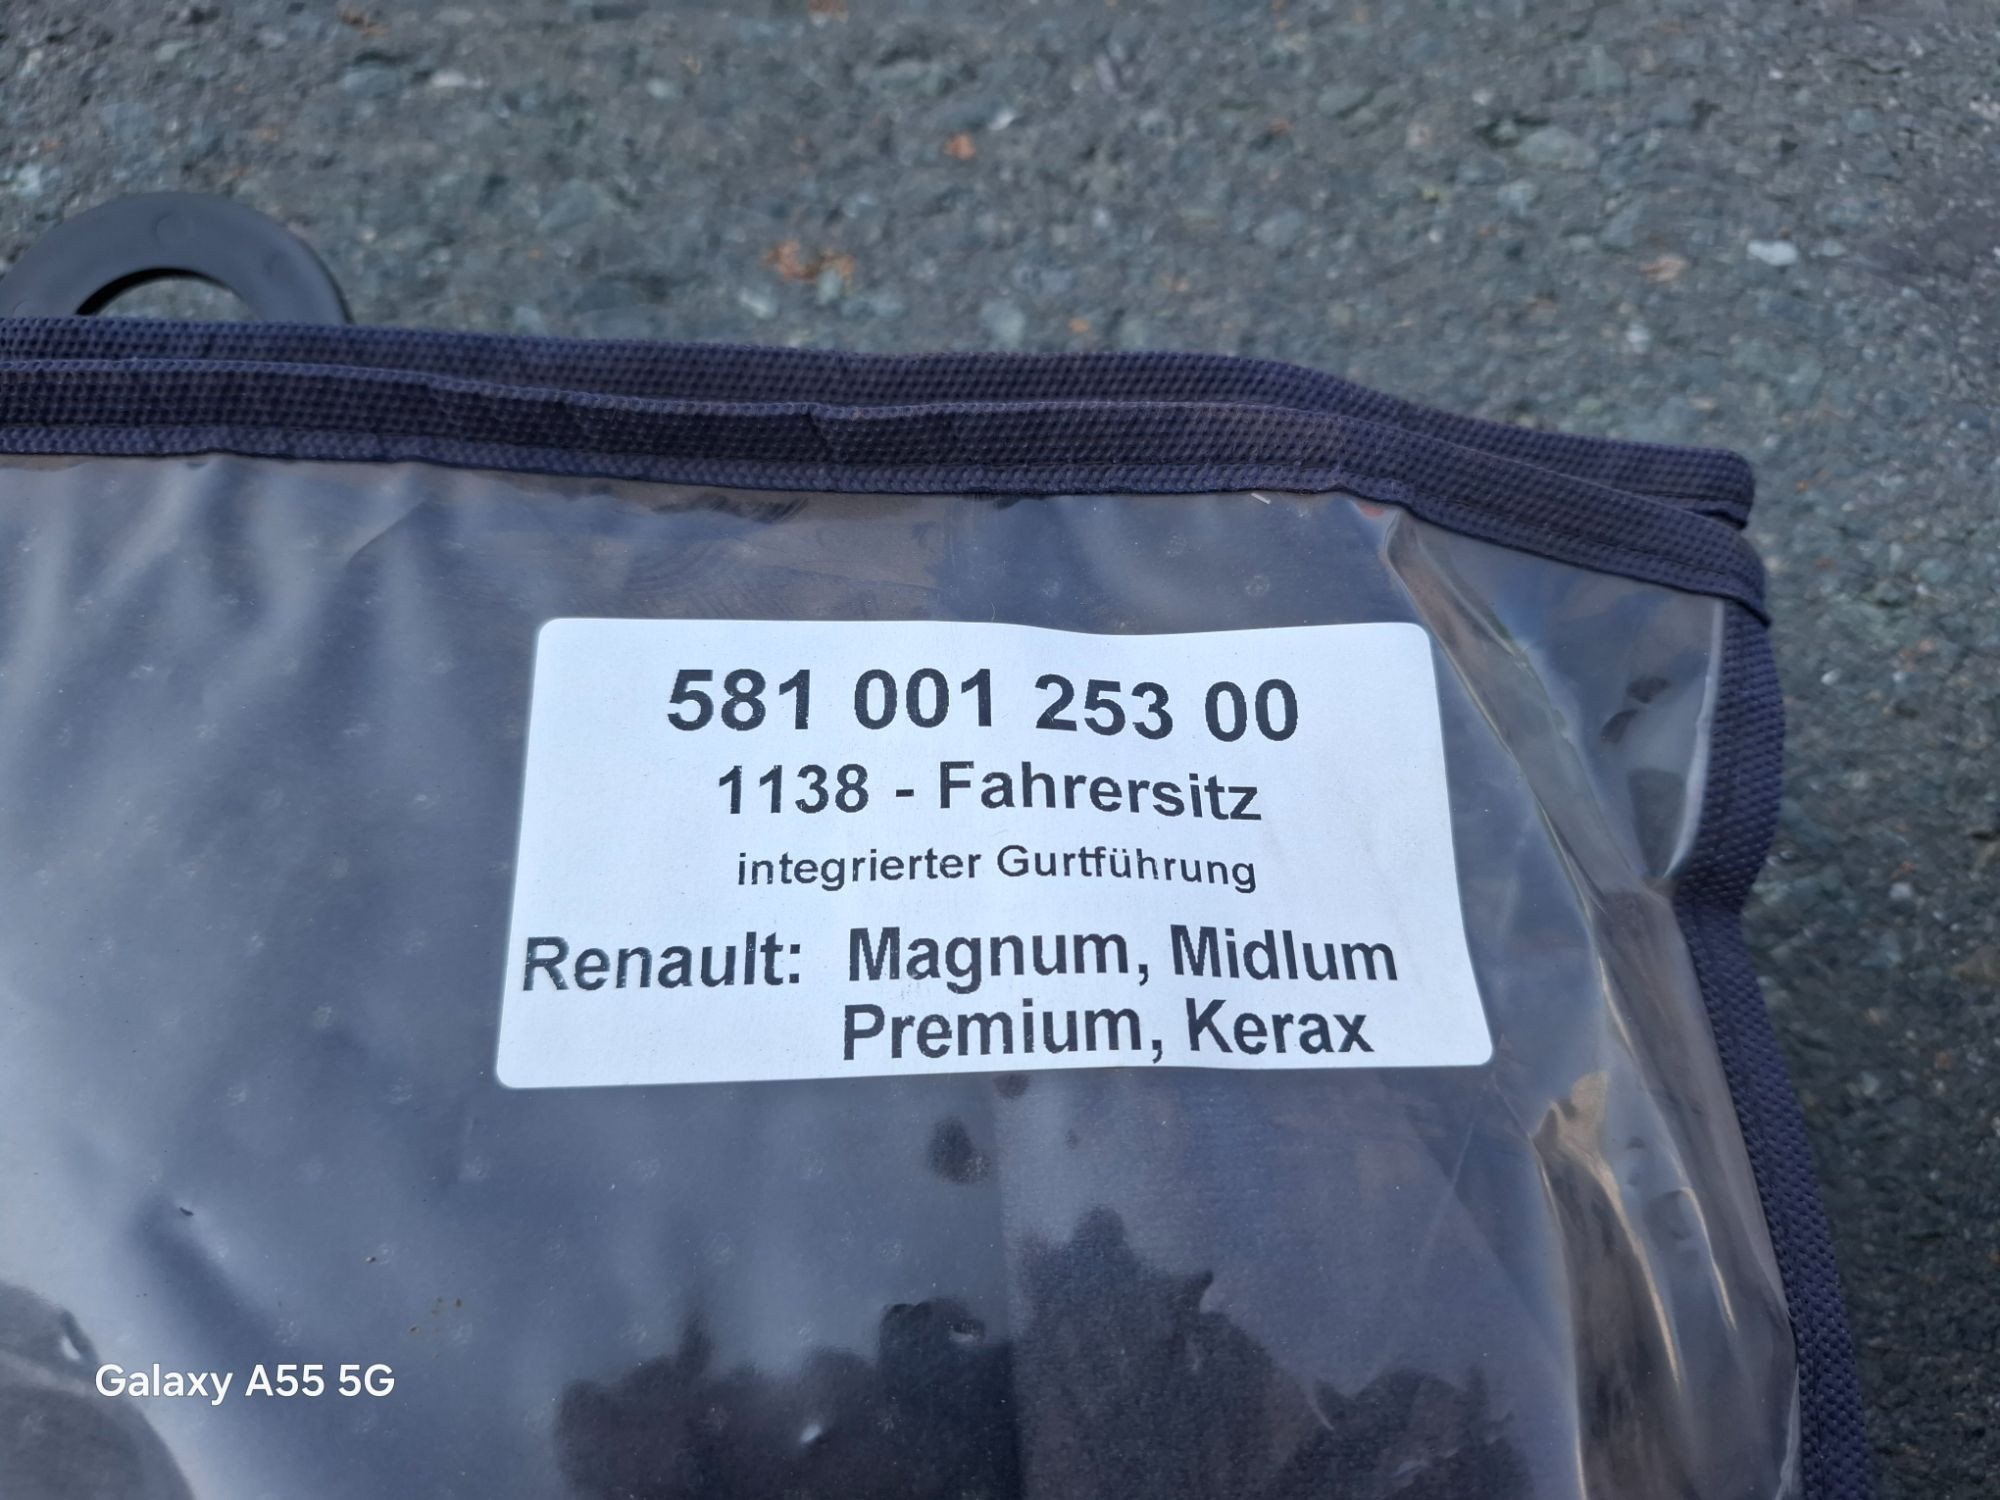 581 001 253 00
1138 - Fahrersitz
integrierter Gurtführung
Renault: Magnum, Midlum
Premium, Kerax
Galaxy A55 5G